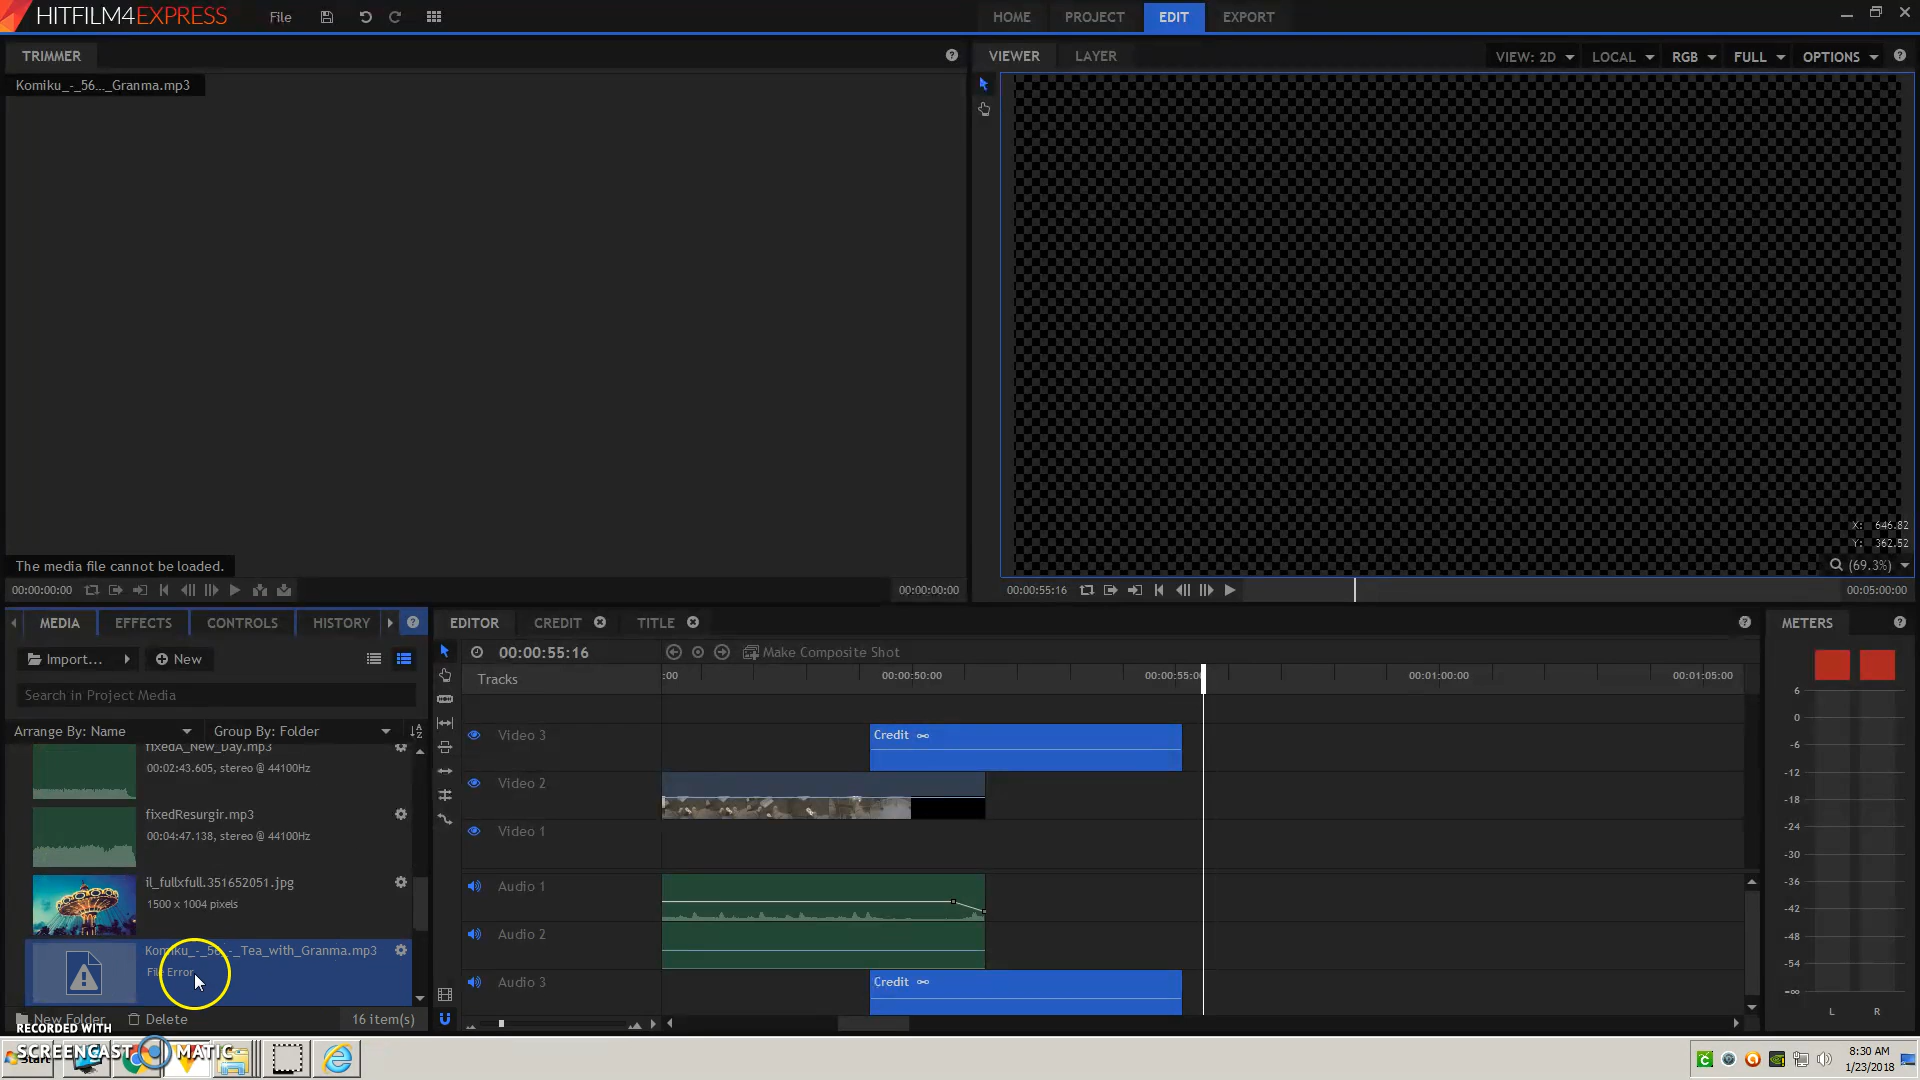 HITFILM4EXPRESS
File
HOME
PROJECT
EDIT
EXPORT
TRIMMER
Komiku_-_56..._Granma.mp3
VIEWER
LAYER
VIEW: 2D
LOCAL
RGB
FULL
OPTIONS
X: 646.82
Y: 362.52
(69.3%)
The media file cannot be loaded.
00:00:00:00
00:00:00:00
00:00:55:16
00:05:00:00
MEDIA
EFFECTS
CONTROLS
HISTORY
EDITOR
CREDIT
TITLE
METERS
Import...
New
00:00:55:16
Make Composite Shot
Search in Project Media
Tracks
:00
00:00:50:00
00:00:55:0
00:01:00:00
00:01:05:00
Arrange By: Name
Group By: Folder
fixedA_New_Day.mp3
00:02:43.605, stereo @ 44100Hz
fixedResurgir.mp3
00:04:47.138, stereo @ 44100Hz
il_fullxfull.351652051.jpg
1500 x 1004 pixels
Komiku_-_56_-_Tea_with_Granma.mp3
File Error
Video 3
Credit
Video 2
Video 1
Audio 1
Audio 2
Audio 3
Credit
6
0
-6
-12
-18
-24
-30
-36
-42
-48
-54
-∞
L
R
New Folder
Delete
16 item(s)
RECORDED WITH
SCREENCAST
MATIC
Start
8:30 AM
1/23/2018